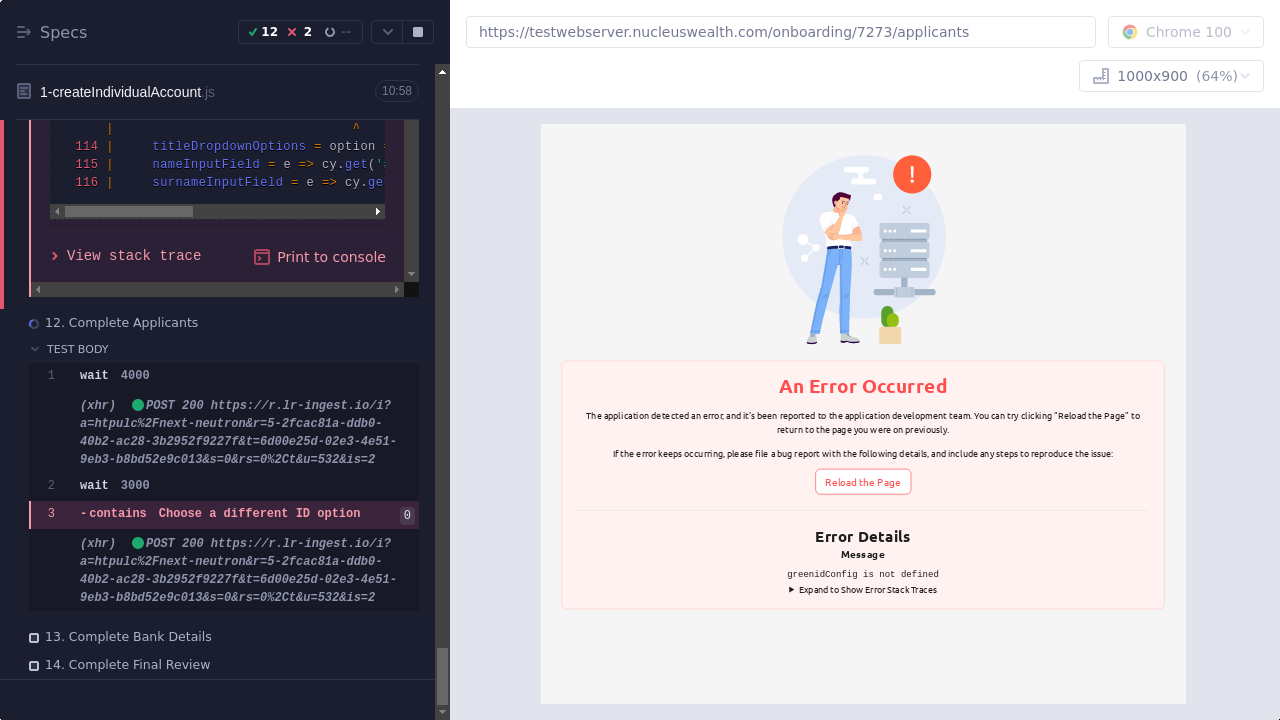 Specs
12 2 --
1-createIndividualAccount.js 10:58
| ^
114 | titleDropdownOptions = option =
115 | nameInputField = e => cy.get('
116 | surnameInputField = e => cy.ge
View stack trace
Print to console
12. Complete Applicants
TEST BODY
1 wait 4000
(xhr) POST 200 https://r.lr-ingest.io/i?
a=htpulc%2Fnext-neutron&r=5-2fcac81a-ddb0-
40b2-ac28-3b2952f9227f&t=6d00e25d-02e3-4e51-
9eb3-b8bd52e9c013&s=0&rs=0%2Ct&u=532&is=2
2 wait 3000
3 -contains Choose a different ID option 0
(xhr) POST 200 https://r.lr-ingest.io/i?
a=htpulc%2Fnext-neutron&r=5-2fcac81a-ddb0-
40b2-ac28-3b2952f9227f&t=6d00e25d-02e3-4e51-
9eb3-b8bd52e9c013&s=0&rs=0%2Ct&u=532&is=2
13. Complete Bank Details
14. Complete Final Review
https://testwebserver.nucleuswealth.com/onboarding/7273/applicants
Chrome 100
1000x900 (64%)
!
An Error Occurred
The application detected an error, and it's been reported to the application development team. You can try clicking "Reload the Page" to
return to the page you were on previously.
If the error keeps occurring, please file a bug report with the following details, and include any steps to reproduce the issue:
Reload the Page
Error Details
Message
greenidConfig is not defined
Expand to Show Error Stack Traces